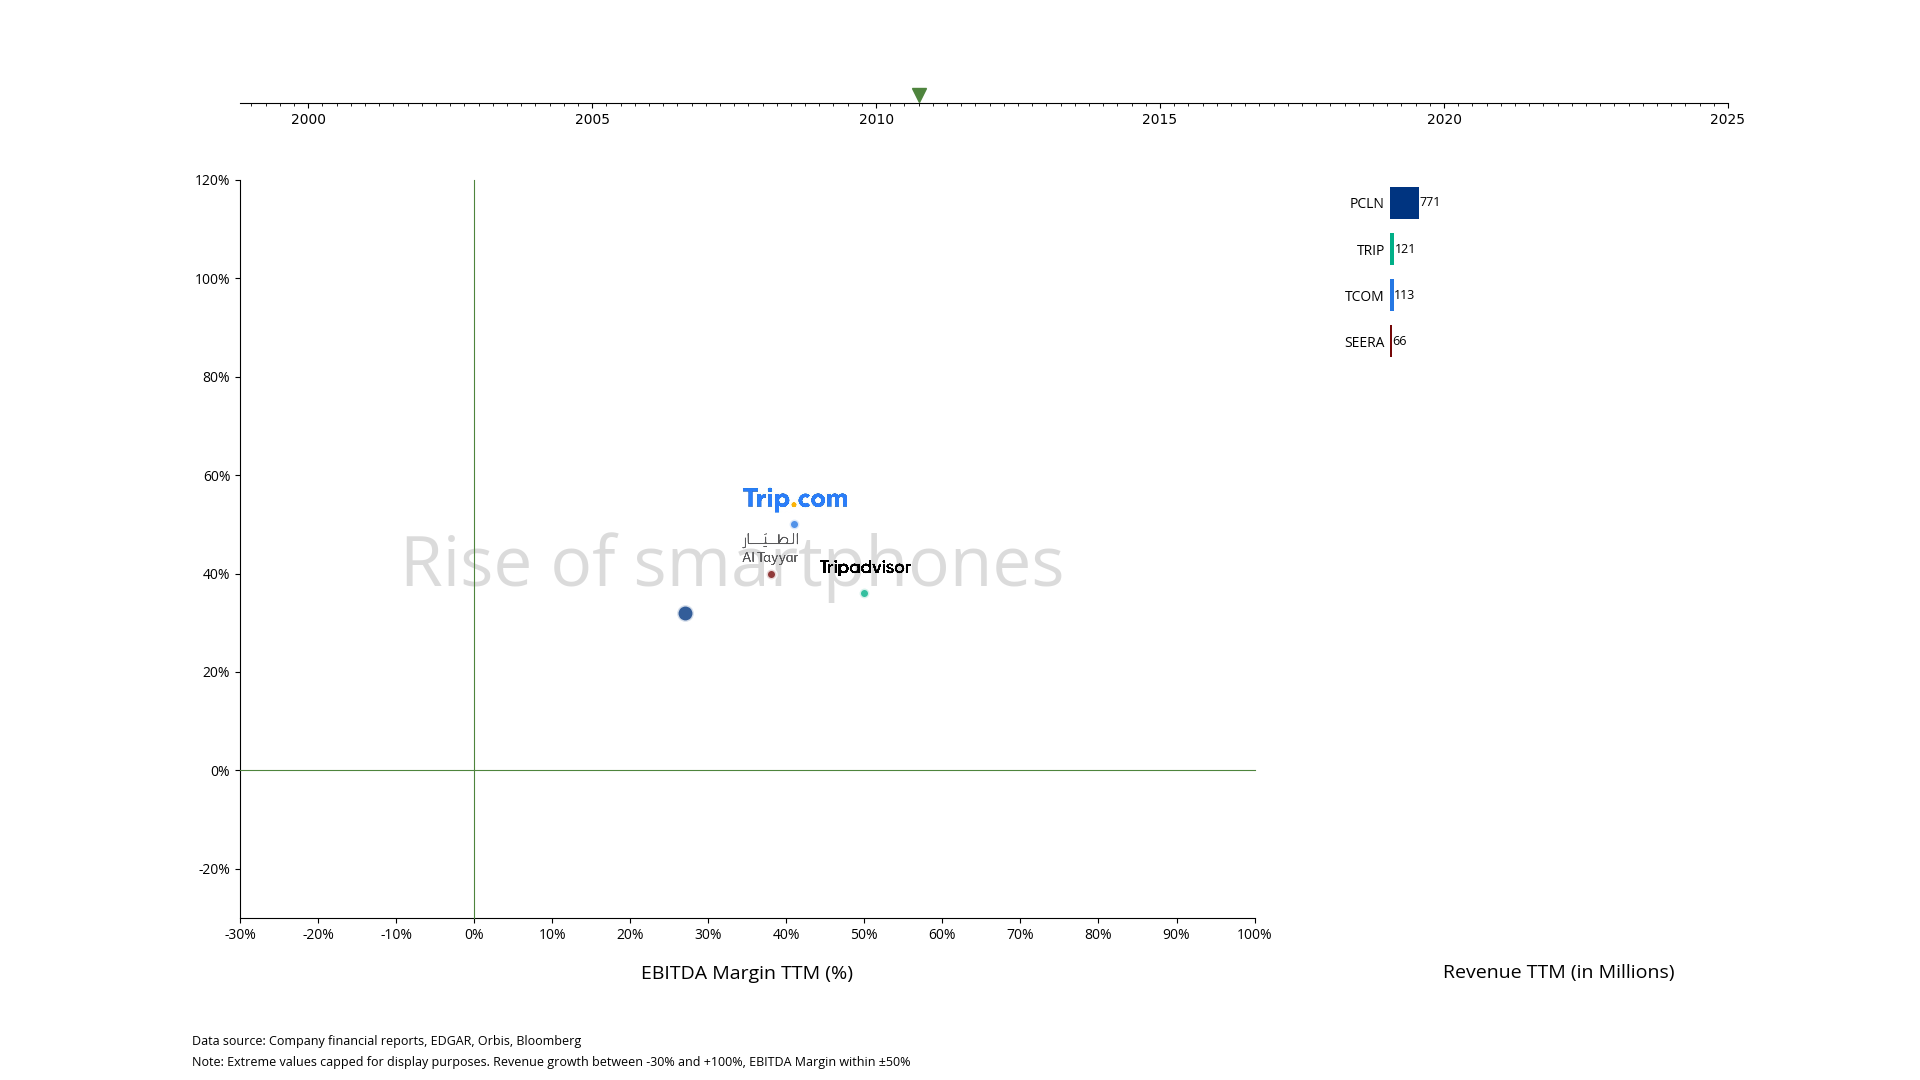 2000 2005 2010 2015 2020 2025
120%
100%
80%
60%
40%
20%
0%
-20%
-30% -20% -10% 0% 10% 20% 30% 40% 50% 60% 70% 80% 90% 100%
Rise of smartphones
Trip.com
الطيّار
Al Tayyar
Tripadvisor
EBITDA Margin TTM (%)
PCLN 771
TRIP 121
TCOM 113
SEERA 66
Revenue TTM (in Millions)
Data source: Company financial reports, EDGAR, Orbis, Bloomberg
Note: Extreme values capped for display purposes. Revenue growth between -30% and +100%, EBITDA Margin within ±50%